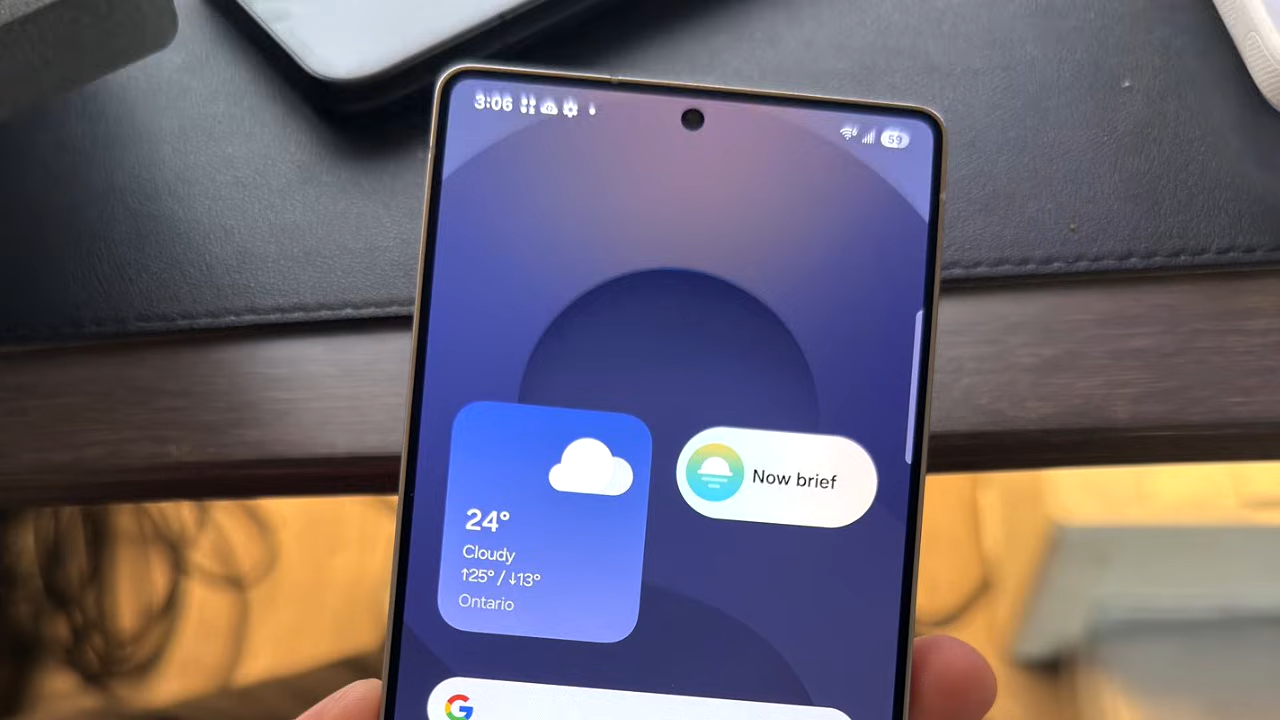 3:06
59
24°
Cloudy
↑25° / ↓13°
Ontario
Now brief